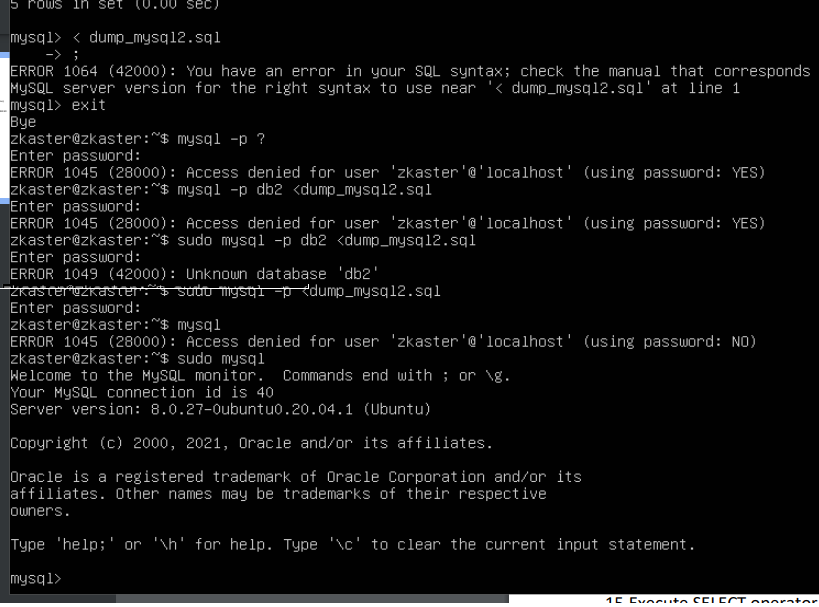 5 rows in set (0.00 sec)
mysql> < dump_mysql2.sql
    -> ;
ERROR 1064 (42000): You have an error in your SQL syntax; check the manual that corresponds
MySQL server version for the right syntax to use near '< dump_mysql2.sql' at line 1
mysql> exit
Bye
zkaster@zkaster:~$ mysql -p ?
Enter password:
ERROR 1045 (28000): Access denied for user 'zkaster'@'localhost' (using password: YES)
zkaster@zkaster:~$ mysql -p db2 <dump_mysql2.sql
Enter password:
ERROR 1045 (28000): Access denied for user 'zkaster'@'localhost' (using password: YES)
zkaster@zkaster:~$ sudo mysql -p db2 <dump_mysql2.sql
Enter password:
ERROR 1049 (42000): Unknown database 'db2'
zkaster@zkaster:~$ sudo mysql -p <dump_mysql2.sql
Enter password:
zkaster@zkaster:~$ mysql
ERROR 1045 (28000): Access denied for user 'zkaster'@'localhost' (using password: NO)
zkaster@zkaster:~$ sudo mysql
Welcome to the MySQL monitor.  Commands end with ; or \g.
Your MySQL connection id is 40
Server version: 8.0.27-0ubuntu0.20.04.1 (Ubuntu)
Copyright (c) 2000, 2021, Oracle and/or its affiliates.
Oracle is a registered trademark of Oracle Corporation and/or its
affiliates. Other names may be trademarks of their respective
owners.
Type 'help;' or '\h' for help. Type '\c' to clear the current input statement.
mysql>
15 Execute SELECT operator